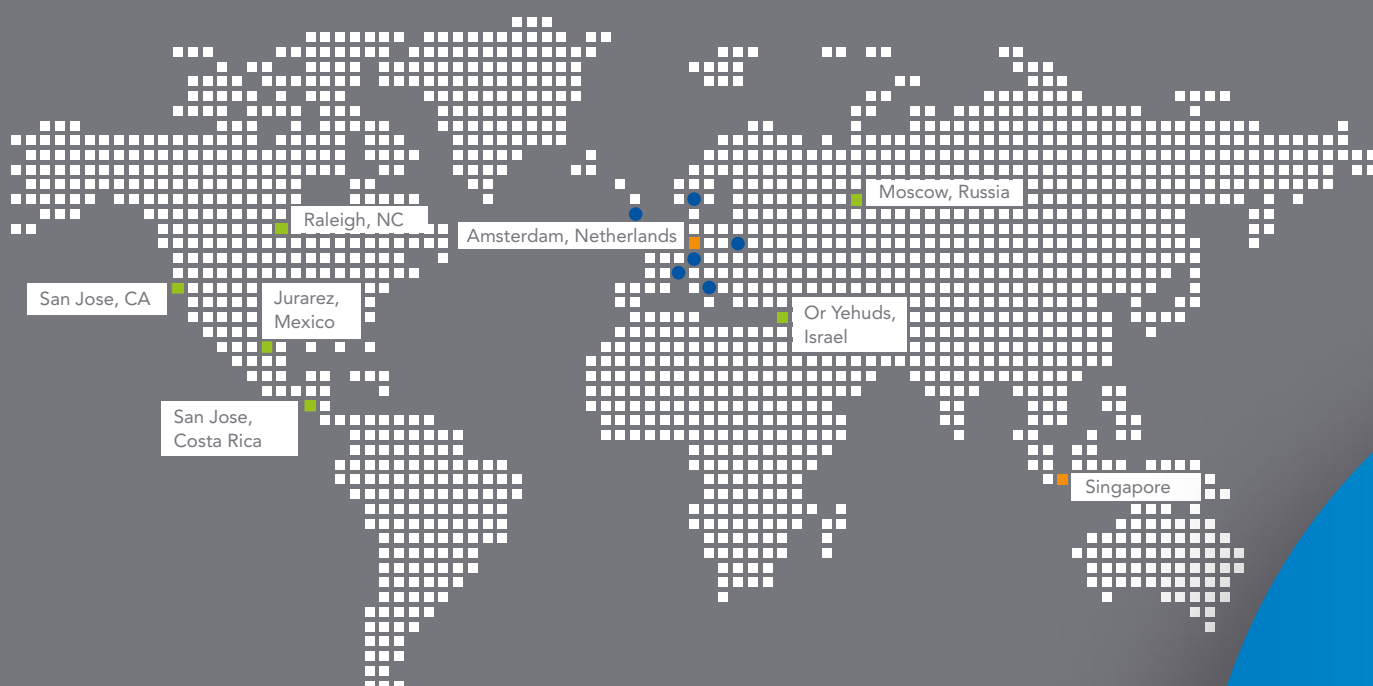 Moscow, Russia
Raleigh, NC
Amsterdam, Netherlands
San Jose, CA
Jurarez,
Mexico
Or Yehuds,
Israel
San Jose,
Costa Rica
Singapore